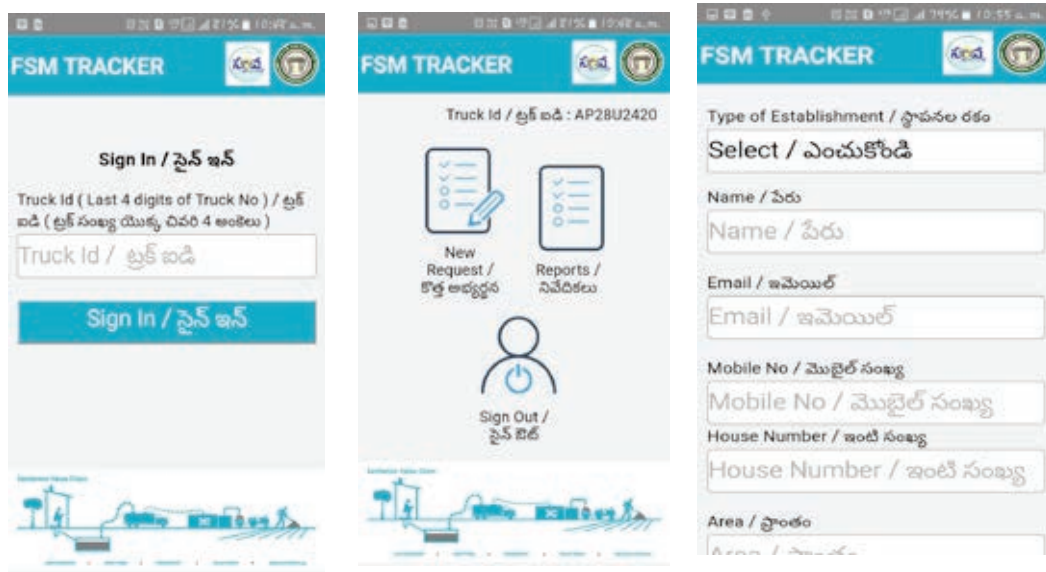 FSM TRACKER
Sign In / సైన్ ఇన్
Truck Id ( Last 4 digits of Truck No ) / ట్రక్
ఐడి ( ట్రక్ సంఖ్య యొక్క చివరి 4 అంకెలు )
Truck Id / ట్రక్ ఐడి
Sign In / సైన్ ఇన్
FSM TRACKER
Truck Id / ట్రక్ ఐడి : AP28U2420
New
Request /
కొత్త అభ్యర్థన
Reports /
నివేదికలు
Sign Out /
సైన్ ఔట్
10:55 a.m.
FSM TRACKER
Type of Establishment / స్థాపనల రకం
Select / ఎంచుకోండి
Name / పేరు
Name / పేరు
Email / ఇమెయిల్
Email / ఇమెయిల్
Mobile No / మొబైల్ సంఖ్య
Mobile No / మొబైల్ సంఖ్య
House Number / ఇంటి సంఖ్య
House Number / ఇంటి సంఖ్య
Area / ప్రాంతం